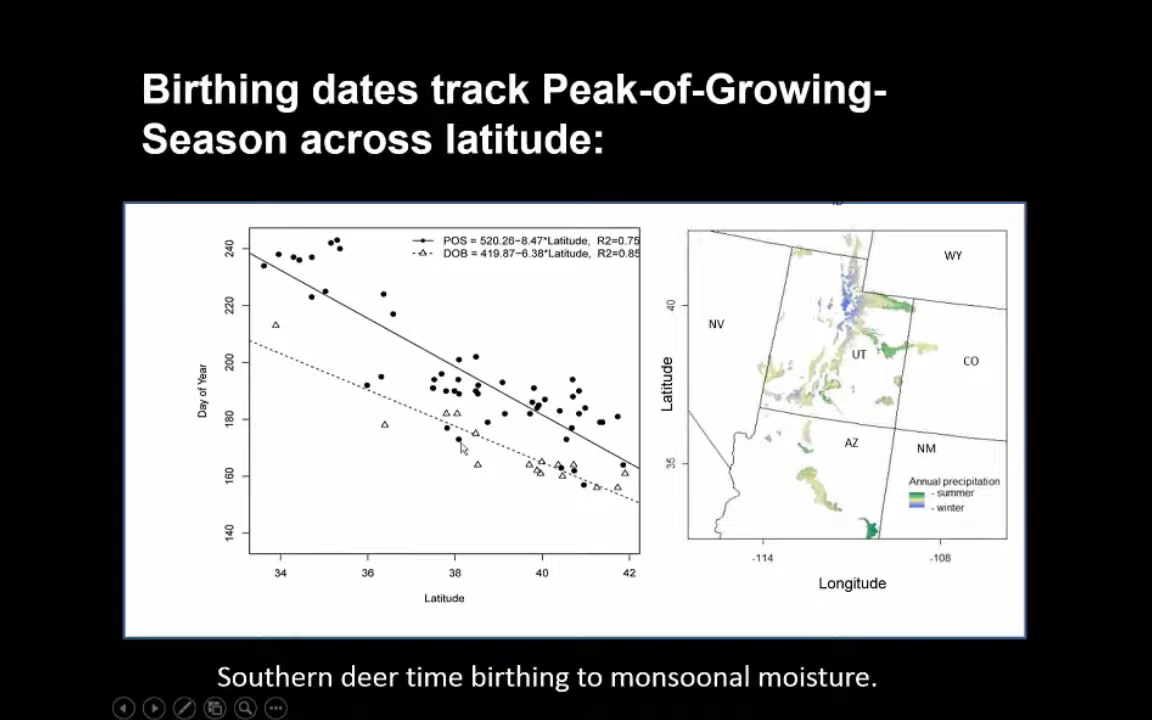 Birthing dates track Peak-of-Growing-
Season across latitude:
POS = 520.26−8.47*Latitude,  R2=0.75
DOB = 419.87−6.38*Latitude,  R2=0.85
240
220
200
180
160
140
Day of Year
34
36
38
40
42
Latitude
WY
NV
UT
CO
AZ
NM
Annual precipitation
- summer
- winter
40
35
Latitude
-114
-108
Longitude
Southern deer time birthing to monsoonal moisture.